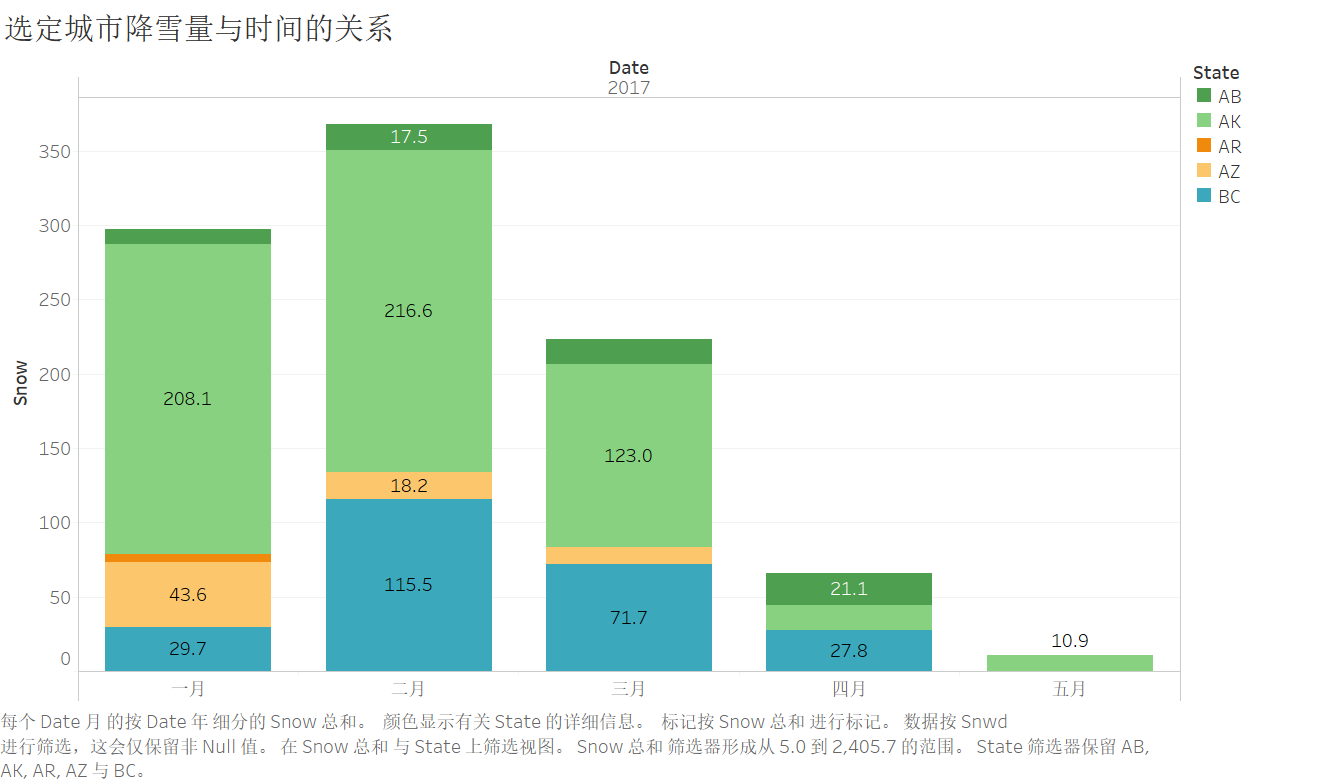 选定城市降雪量与时间的关系
Date
2017
State
AB
AK
AR
AZ
BC
Snow
350
300
250
200
150
100
50
0
208.1
43.6
29.7
17.5
216.6
18.2
115.5
123.0
71.7
21.1
27.8
10.9
一月
二月
三月
四月
五月
每个 Date 月 的按 Date 年 细分的 Snow 总和。 颜色显示有关 State 的详细信息。 标记按 Snow 总和 进行标记。 数据按 Snwd
进行筛选，这会仅保留非 Null 值。 在 Snow 总和 与 State 上筛选视图。 Snow 总和 筛选器形成从 5.0 到 2,405.7 的范围。 State 筛选器保留 AB,
AK, AR, AZ 与 BC。